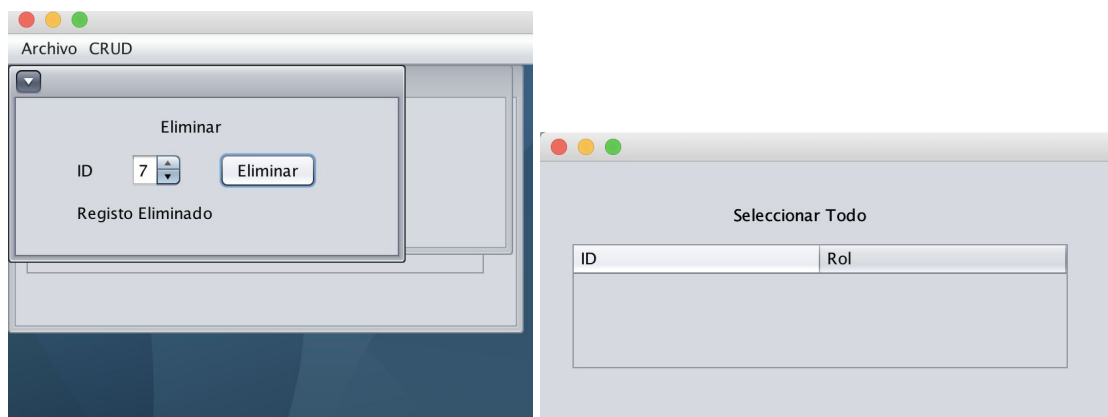 Archivo CRUD
Eliminar
ID 7 Eliminar
Registo Eliminado
Seleccionar Todo
ID Rol